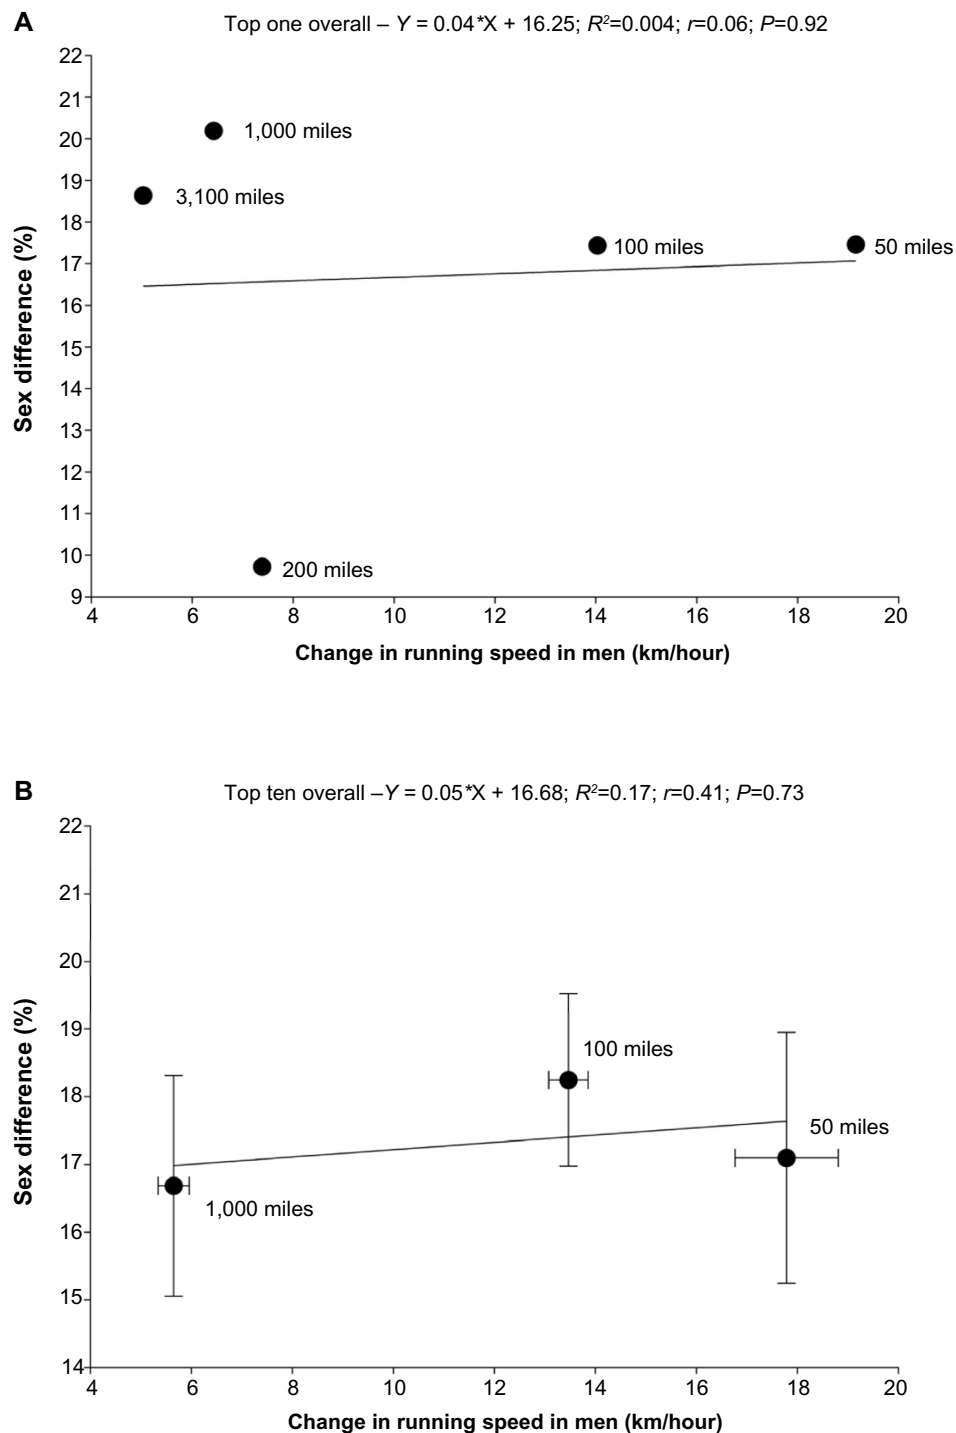 A
Top one overall – Y = 0.04*X + 16.25; R²=0.004; r=0.06; P=0.92
22
21
20
19
18
17
16
15
14
13
12
11
10
9
Sex difference (%)
1,000 miles
3,100 miles
100 miles
50 miles
200 miles
4 6 8 10 12 14 16 18 20
Change in running speed in men (km/hour)
B
Top ten overall –Y = 0.05*X + 16.68; R²=0.17; r=0.41; P=0.73
22
21
20
19
18
17
16
15
14
Sex difference (%)
100 miles
50 miles
1,000 miles
4 6 8 10 12 14 16 18 20
Change in running speed in men (km/hour)